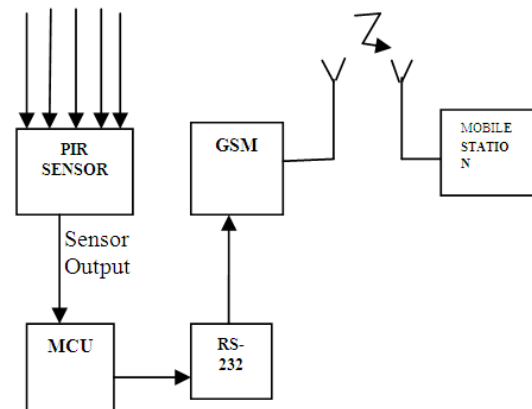 PIR
SENSOR
Sensor
Output
MCU
RS-
232
GSM
MOBILE
STATIO
N